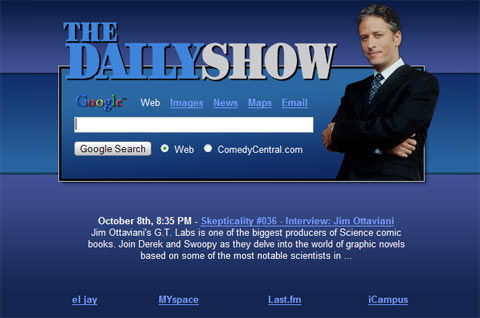 THE
DAILYSHOW
Google™ Web Images News Maps Email
Google Search Web ComedyCentral.com
October 8th, 8:35 PM - Skepticality #036 - Interview: Jim Ottaviani
Jim Ottaviani's G.T. Labs is one of the biggest producers of Science comic
books. Join Derek and Swoopy as they delve into the world of graphic novels
based on some of the most notable scientists in ...
el jay MYspace Last.fm iCampus